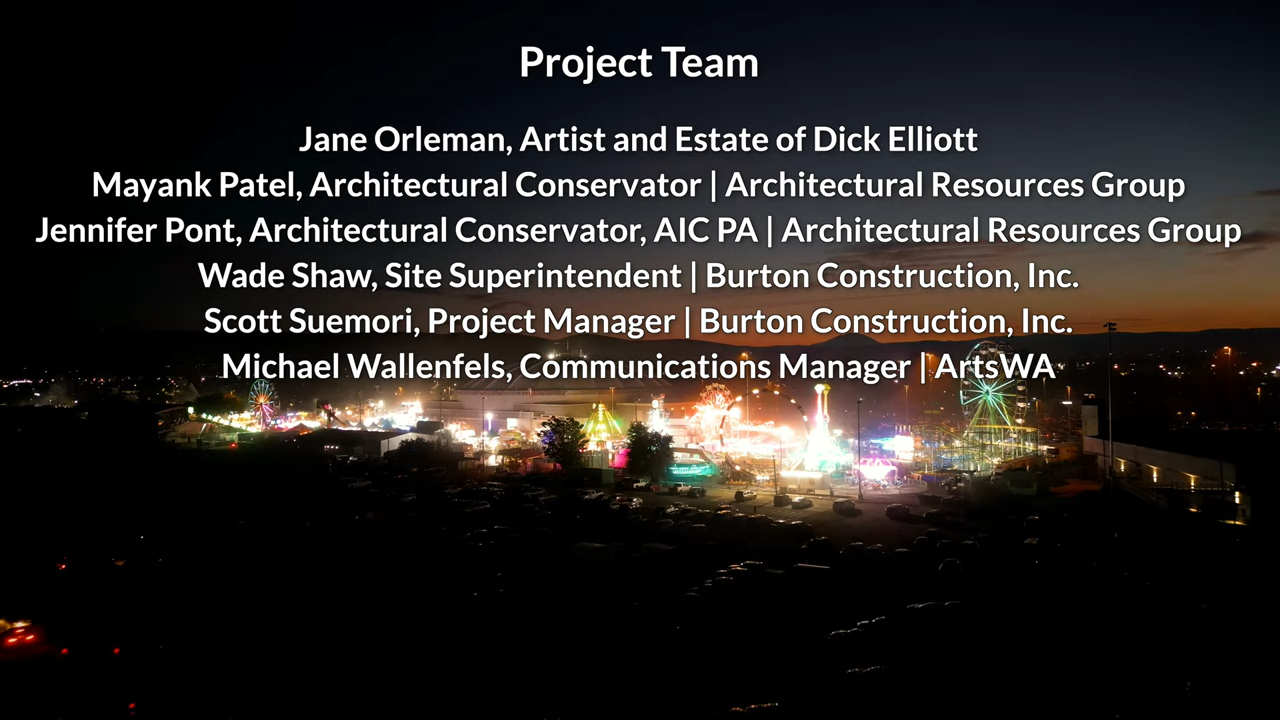 Project Team
Jane Orleman, Artist and Estate of Dick Elliott
Mayank Patel, Architectural Conservator | Architectural Resources Group
Jennifer Pont, Architectural Conservator, AIC PA | Architectural Resources Group
Wade Shaw, Site Superintendent | Burton Construction, Inc.
Scott Suemori, Project Manager | Burton Construction, Inc.
Michael Wallenfels, Communications Manager | ArtsWA